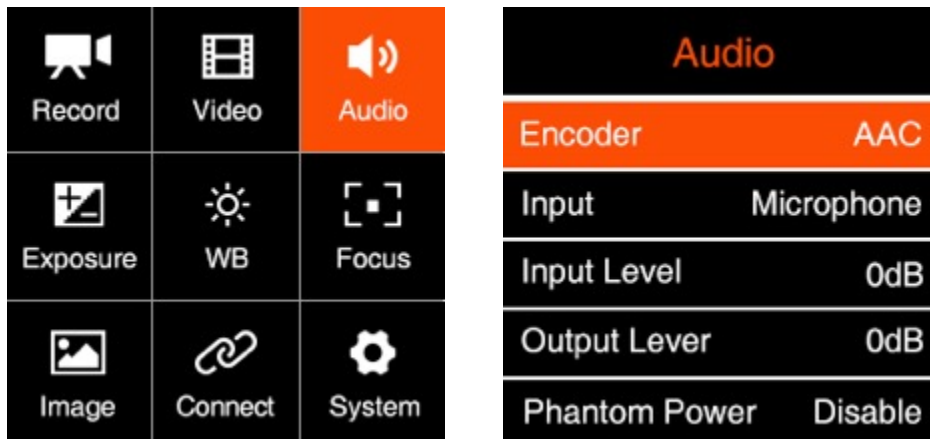 Record Video Audio
Exposure WB Focus
Image Connect System
Audio
Encoder AAC
Input Microphone
Input Level 0dB
Output Lever 0dB
Phantom Power Disable